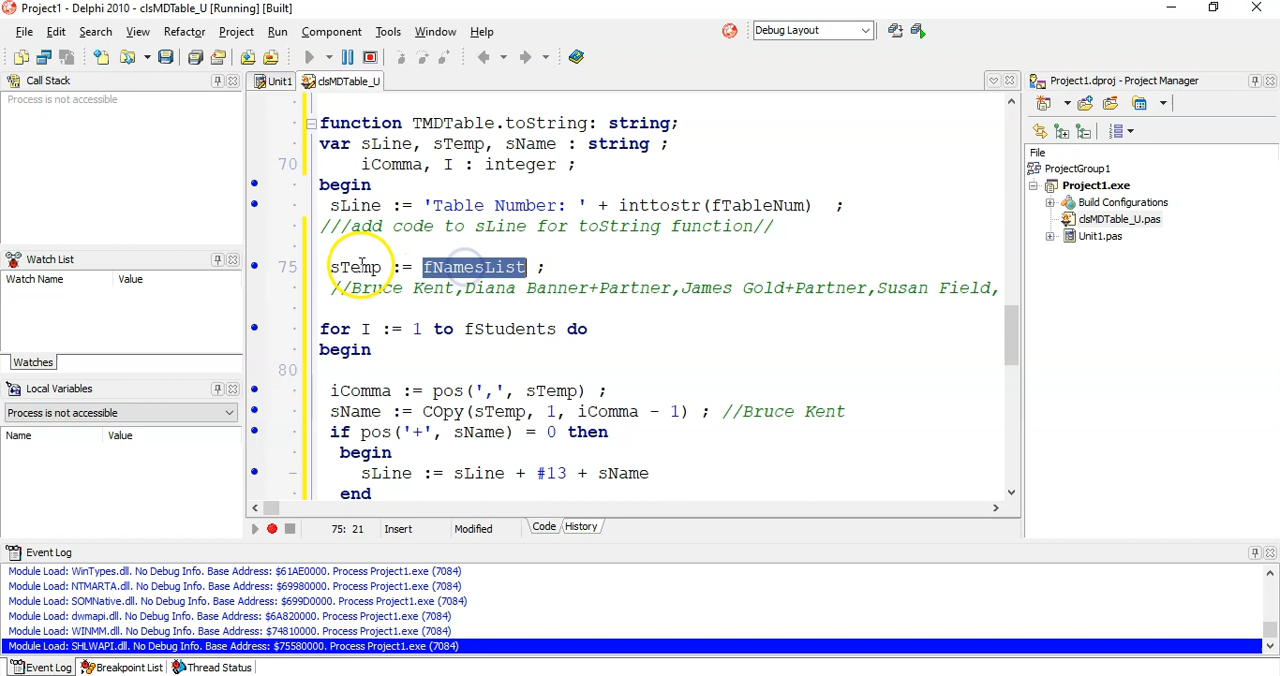 Project1 - Delphi 2010 - clsMDTable_U [Running] [Built]
File Edit Search View Refactor Project Run Component Tools Window Help
Debug Layout
Call Stack
Process is not accessible
Watch List
Watch Name Value
Watches
Local Variables
Process is not accessible
Name Value
Unit1 clsMDTable_U
function TMDTable.toString: string;
var sLine, sTemp, sName : string ;
70 iComma, I : integer ;
begin
sLine := 'Table Number: ' + inttostr(fTableNum) ;
///add code to sLine for toString function//
75 sTemp := fNamesList ;
//Bruce Kent,Diana Banner+Partner,James Gold+Partner,Susan Field,
for I := 1 to fStudents do
begin
80
iComma := pos(',', sTemp) ;
sName := COpy(sTemp, 1, iComma - 1) ; //Bruce Kent
if pos('+', sName) = 0 then
begin
sLine := sLine + #13 + sName
end
75: 21 Insert Modified Code History
Project1.dproj - Project Manager
File
ProjectGroup1
Project1.exe
Build Configurations
clsMDTable_U.pas
Unit1.pas
Event Log
Module Load: WinTypes.dll. No Debug Info. Base Address: $61AE0000. Process Project1.exe (7084)
Module Load: NTMARTA.dll. No Debug Info. Base Address: $69980000. Process Project1.exe (7084)
Module Load: SOMNative.dll. No Debug Info. Base Address: $699D0000. Process Project1.exe (7084)
Module Load: dwmapi.dll. No Debug Info. Base Address: $6A820000. Process Project1.exe (7084)
Module Load: WINMM.dll. No Debug Info. Base Address: $74810000. Process Project1.exe (7084)
Module Load: SHLWAPI.dll. No Debug Info. Base Address: $75580000. Process Project1.exe (7084)
Event Log Breakpoint List Thread Status